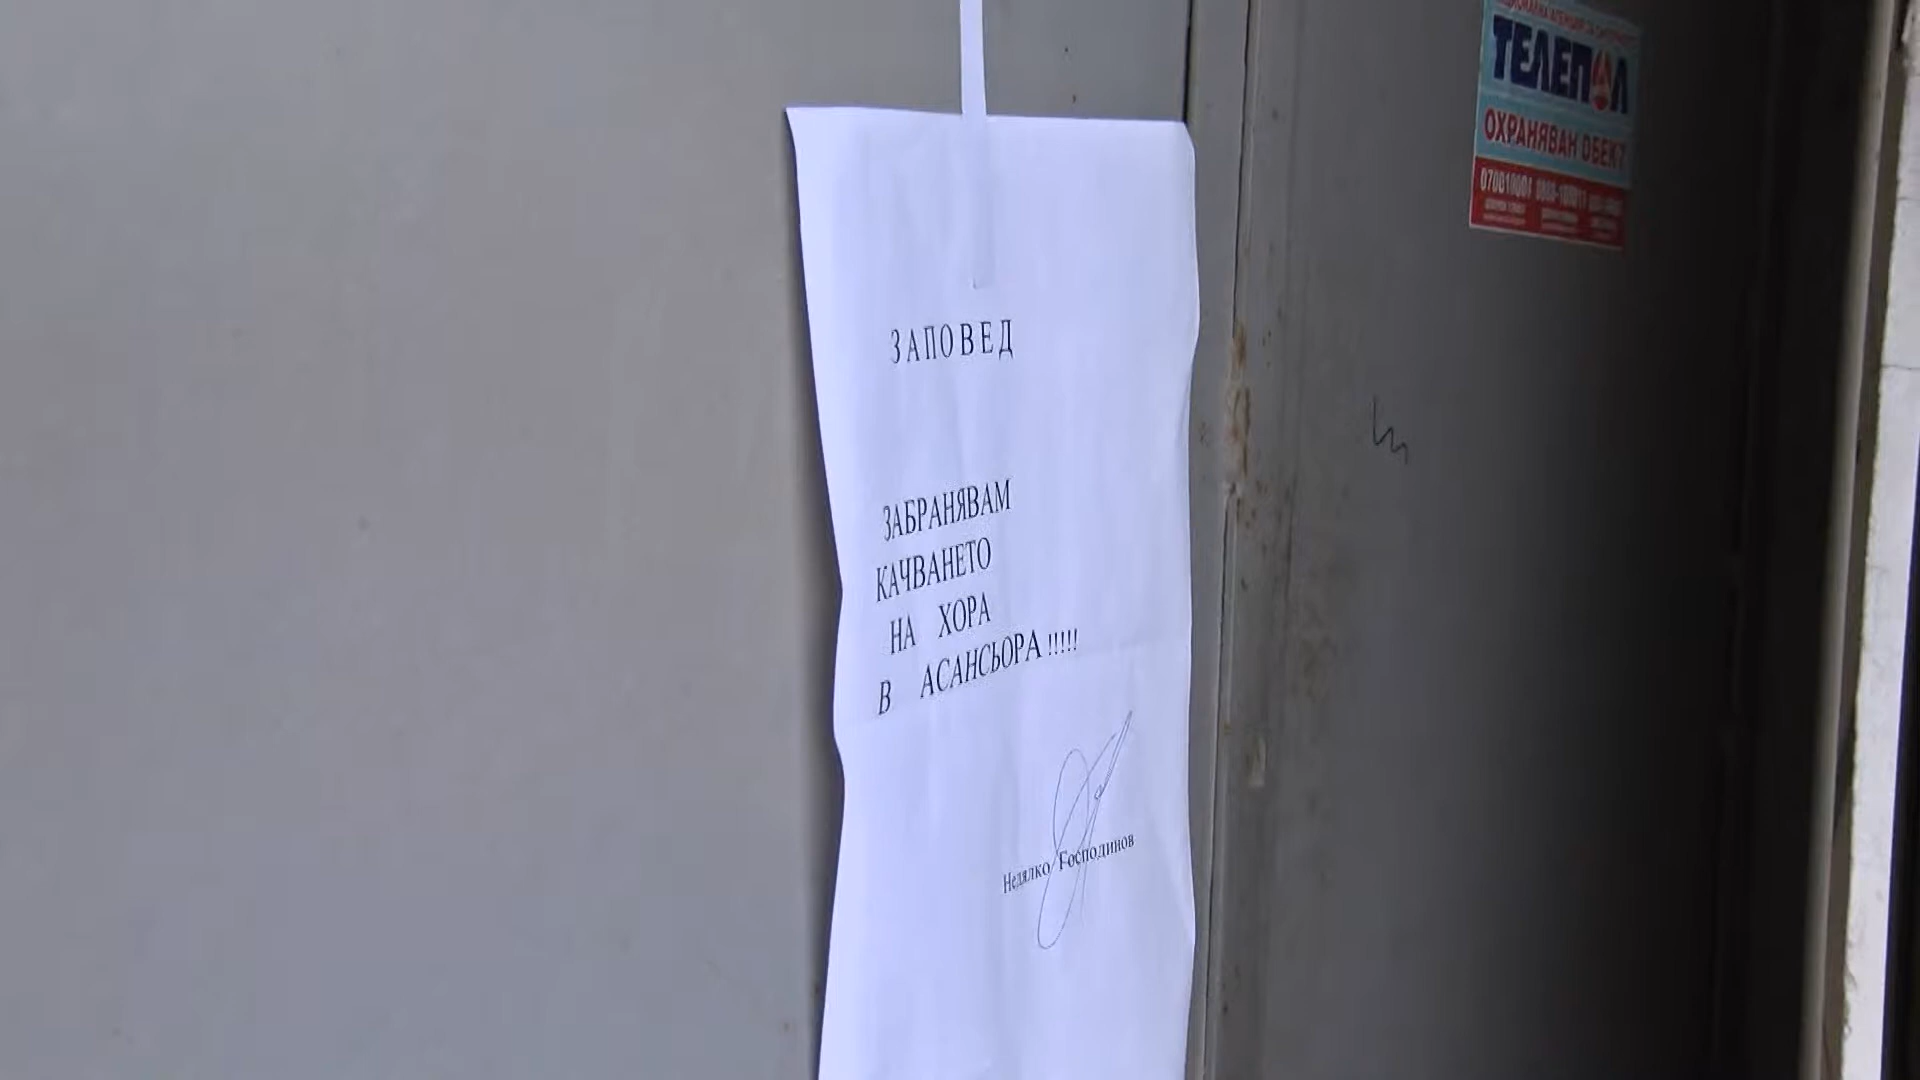 ЗАПОВЕД
ЗАБРАНЯВАМ
КАЧВАНЕТО
НА ХОРА
В АСАНСЬОРА !!!!!
Недялко Господинов
ТЕЛЕПОЛ
ОХРАНЯВАН ОБЕКТ